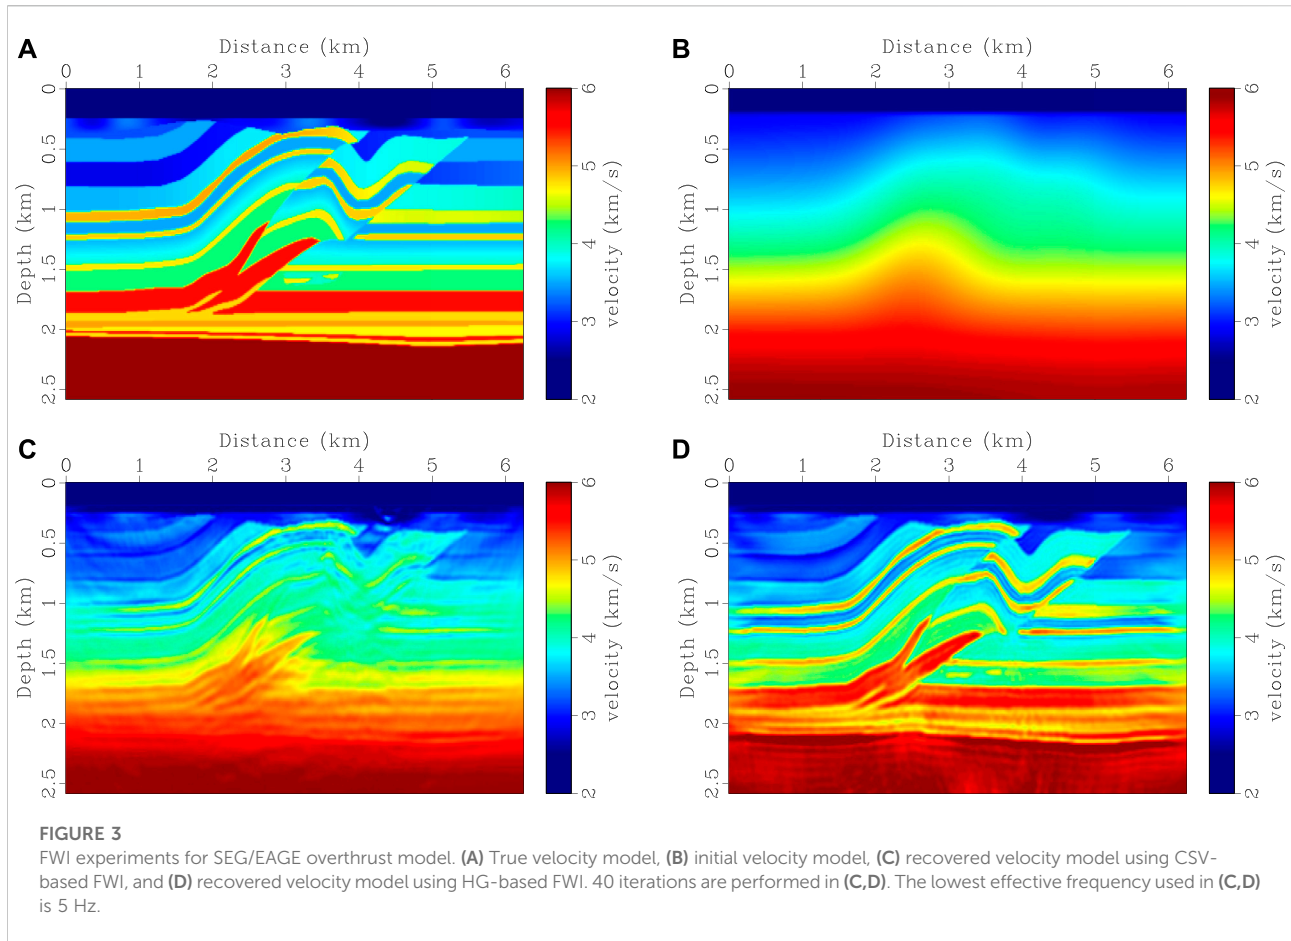 A
Distance (km)
0 1 2 3 4 5 6
Depth (km)
0 0.5 1 1.5 2 2.5
velocity (km/s)
2 3 4 5 6
B
Distance (km)
0 1 2 3 4 5 6
Depth (km)
0 0.5 1 1.5 2 2.5
velocity (km/s)
2 3 4 5 6
C
Distance (km)
0 1 2 3 4 5 6
Depth (km)
0 0.5 1 1.5 2 2.5
velocity (km/s)
2 3 4 5 6
D
Distance (km)
0 1 2 3 4 5 6
Depth (km)
0 0.5 1 1.5 2 2.5
velocity (km/s)
2 3 4 5 6
FIGURE 3
FWI experiments for SEG/EAGE overthrust model. (A) True velocity model, (B) initial velocity model, (C) recovered velocity model using CSV-
based FWI, and (D) recovered velocity model using HG-based FWI. 40 iterations are performed in (C,D). The lowest effective frequency used in (C,D)
is 5 Hz.